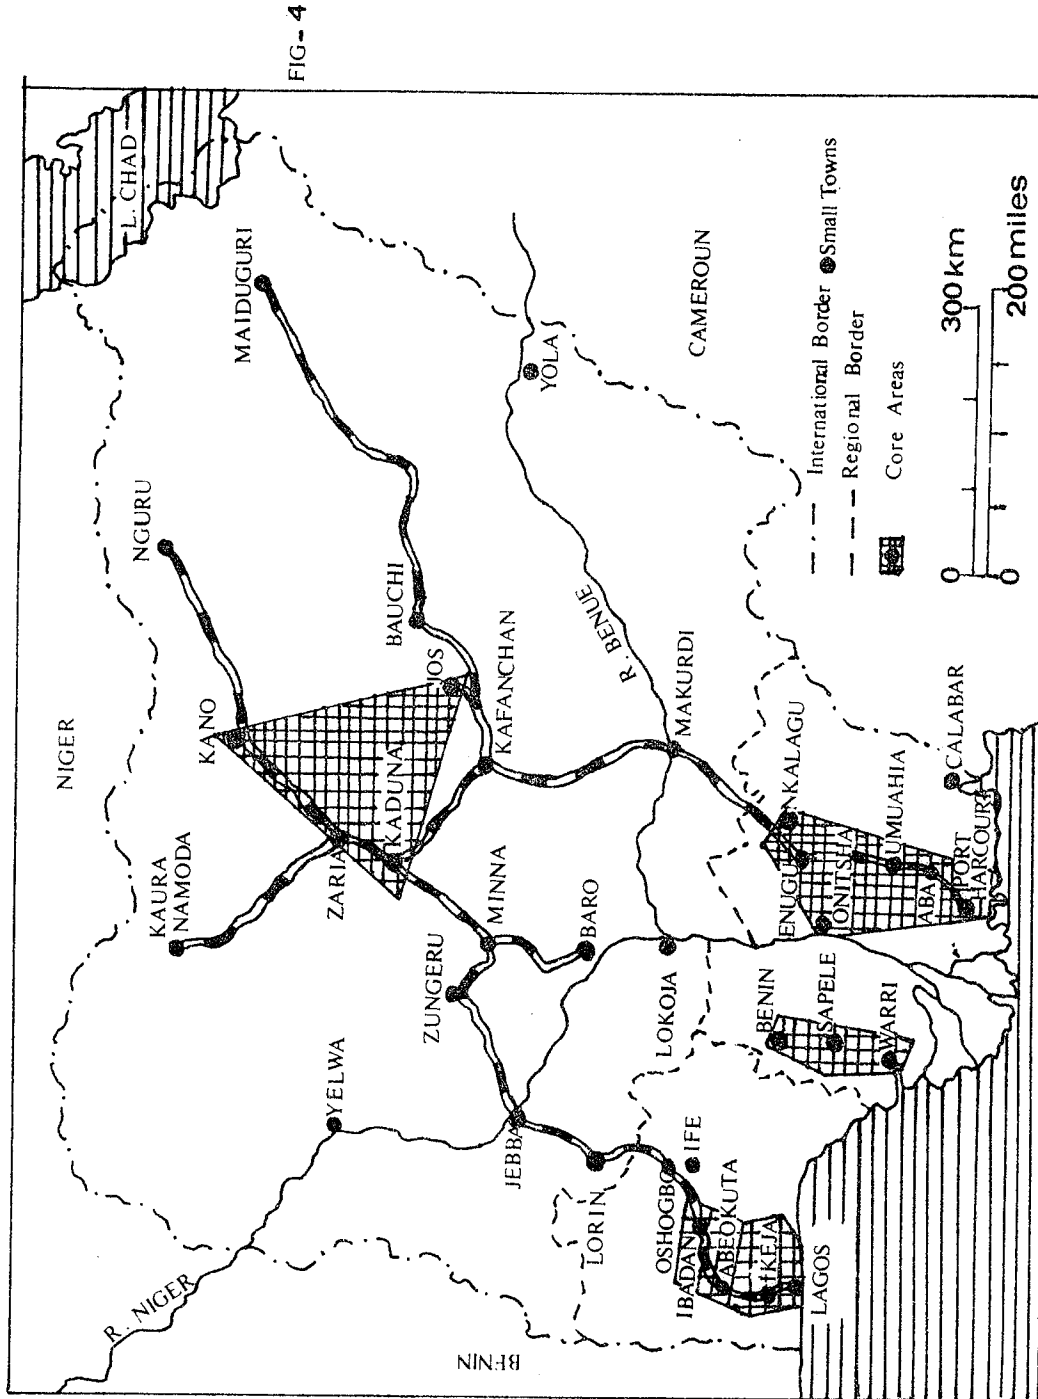 FIG-4
L. CHAD
NIGER
NGURU
MAIDUGURI
KANO
KAURA
NAMODA
ZARIA
KADUNA
JOS
BAUCHI
KAFANCHAN
YOLA
CAMEROUN
R. BENUE
MAKURDI
YELWA
ZUNGERU
MINNA
BARO
JEBBA
R. NIGER
LORIN
LOKOJA
OSHOGBO
IFE
IBADAN
ABEOKUTA
IKEJA
LAGOS
BENIN
BENIN
SAPELE
WARRI
ENUGU
NKALAGU
ONITSHA
UMUAHIA
ABA
PORT
HARCOURT
CALABAR
International Border
Small Towns
Regional Border
Core Areas
0 300 km
0 200 miles